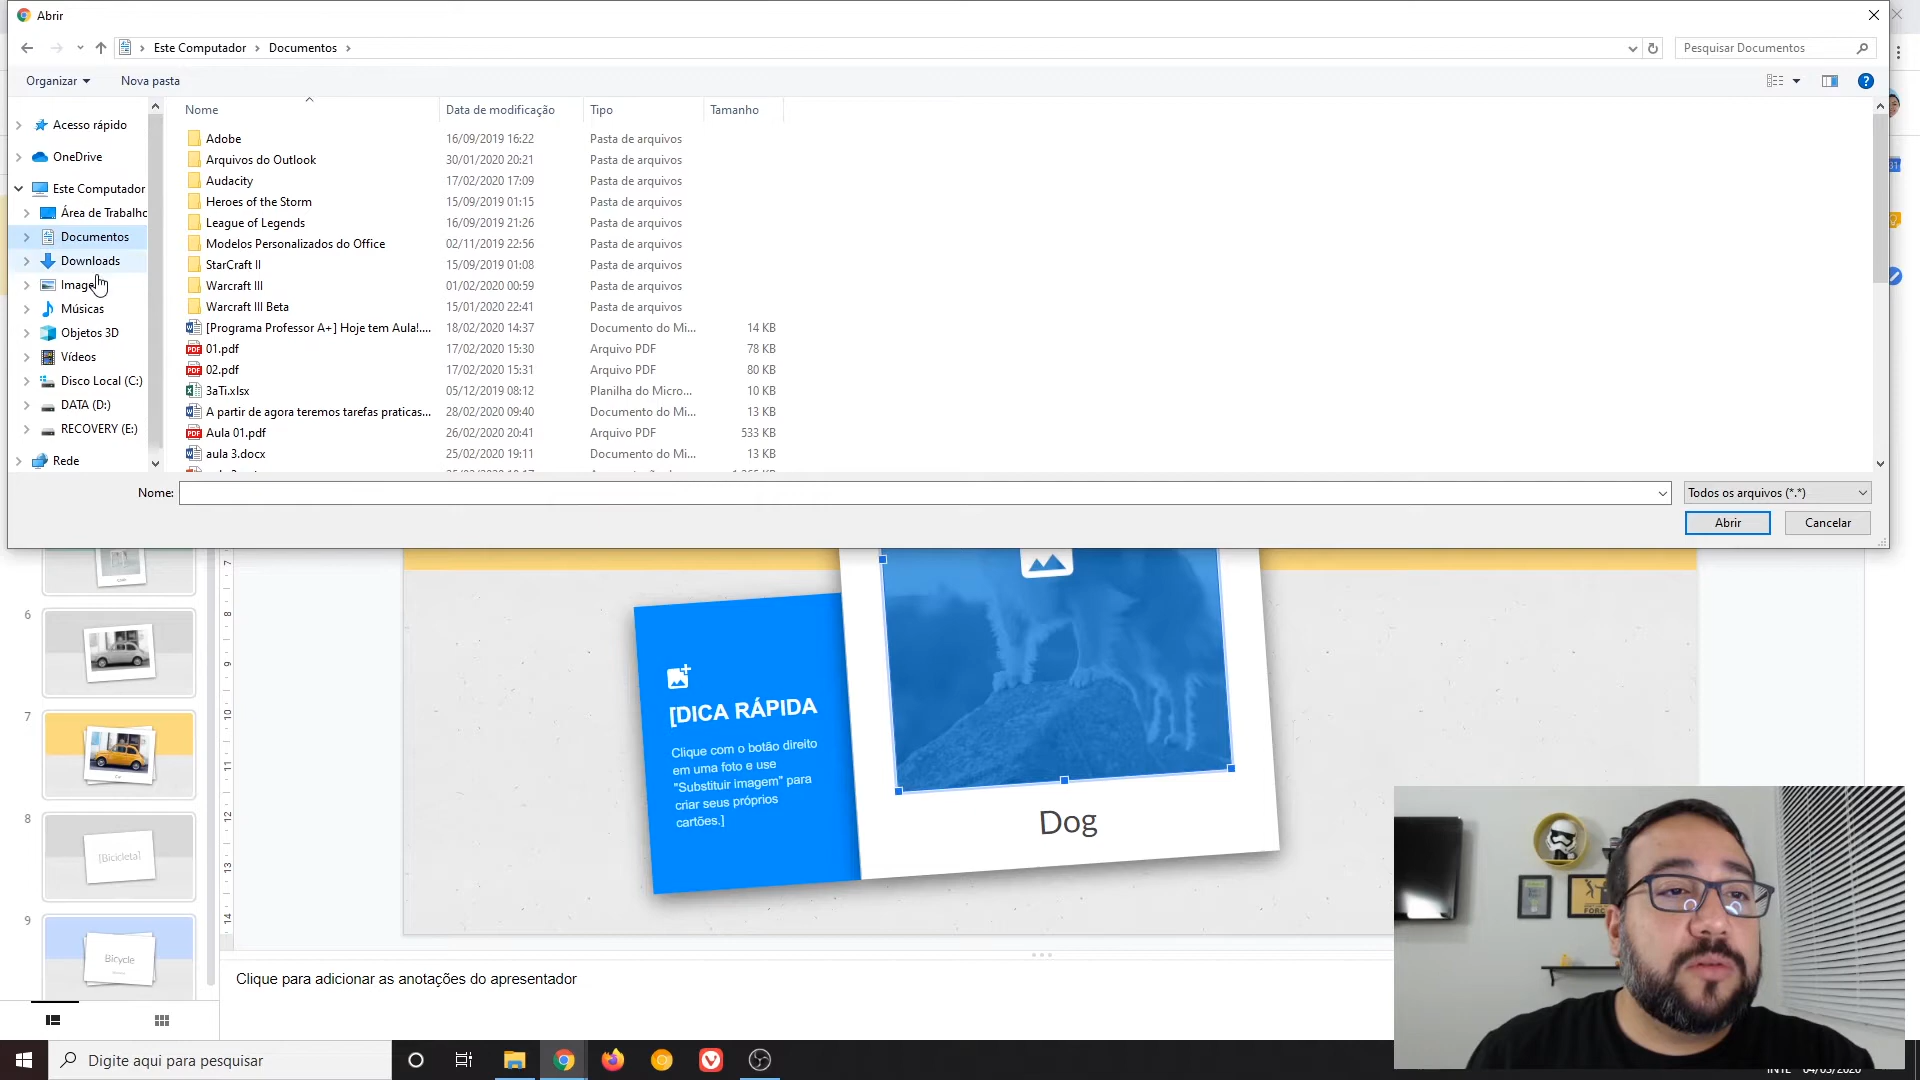 Abrir
Este Computador
Documentos
Pesquisar Documentos
Organizar
Nova pasta
Acesso rápido
OneDrive
Este Computador
Área de Trabalho
Documentos
Downloads
Image
Músicas
Objetos 3D
Vídeos
Disco Local (C:)
DATA (D:)
RECOVERY (E:)
Rede
Nome Data de modificação Tipo Tamanho
Adobe 16/09/2019 16:22 Pasta de arquivos
Arquivos do Outlook 30/01/2020 20:21 Pasta de arquivos
Audacity 17/02/2020 17:09 Pasta de arquivos
Heroes of the Storm 15/09/2019 01:15 Pasta de arquivos
League of Legends 16/09/2019 21:26 Pasta de arquivos
Modelos Personalizados do Office 02/11/2019 22:56 Pasta de arquivos
StarCraft II 15/09/2019 01:08 Pasta de arquivos
Warcraft III 01/02/2020 00:59 Pasta de arquivos
Warcraft III Beta 15/01/2020 22:41 Pasta de arquivos
[Programa Professor A+] Hoje tem Aula!.... 18/02/2020 14:37 Documento do Mi... 14 KB
01.pdf 17/02/2020 15:30 Arquivo PDF 78 KB
02.pdf 17/02/2020 15:31 Arquivo PDF 80 KB
3aTi.xlsx 05/12/2019 08:12 Planilha do Micro... 10 KB
A partir de agora teremos tarefas praticas... 28/02/2020 09:40 Documento do Mi... 13 KB
Aula 01.pdf 26/02/2020 20:41 Arquivo PDF 533 KB
aula 3.docx 25/02/2020 19:11 Documento do Mi... 13 KB
Nome:
Todos os arquivos (*.*)
Abrir
Cancelar
6
7
8
[Bicicleta]
9
Bicycle
7
8
9
10
11
12
13
14
[DICA RÁPIDA
Clique com o botão direito
em uma foto e use
"Substituir imagem" para
criar seus próprios
cartões.]
Dog
Clique para adicionar as anotações do apresentador
Digite aqui para pesquisar